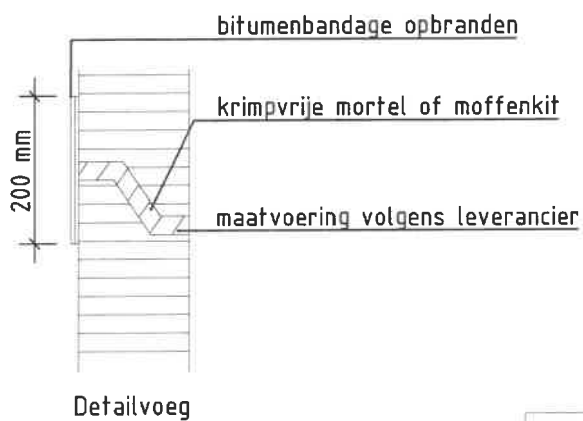 bitumenbandage opbranden
krimpvrije mortel of moffenkit
200 mm
maatvoering volgens leverancier
Detailvoeg